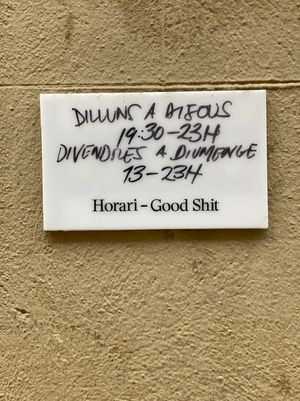 DILLUNS A DIJOUS
19:30-23H
DIVENDRES A DIUMENGE
13-23H
Horari - Good Shit